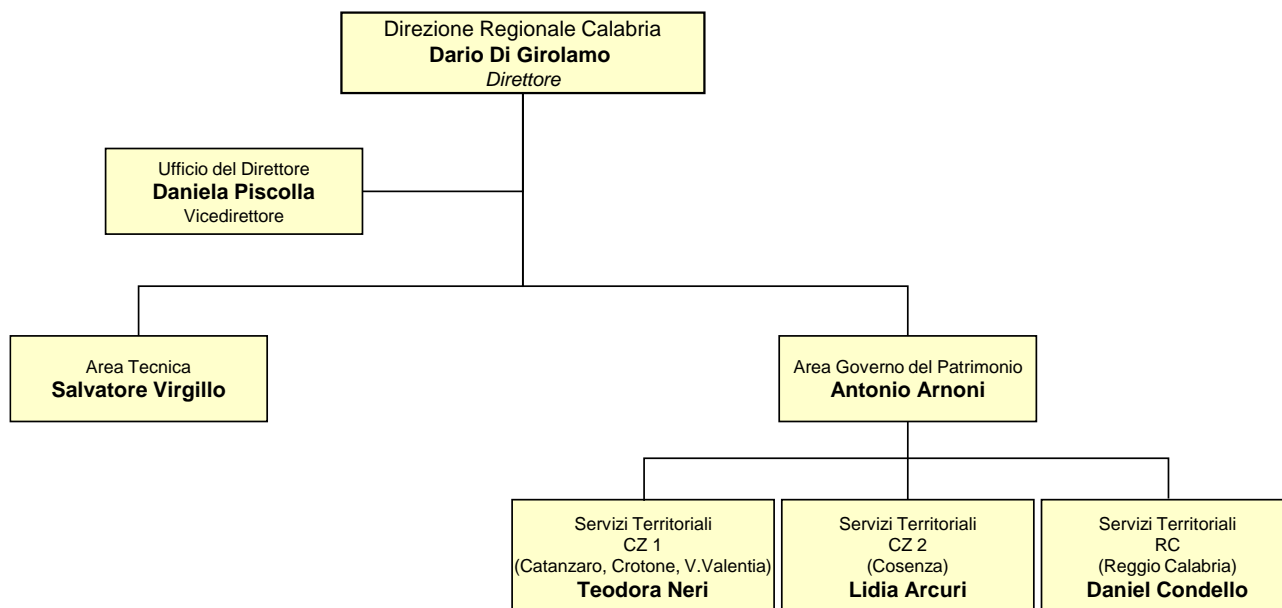 Direzione Regionale Calabria
Dario Di Girolamo
Direttore
Ufficio del Direttore
Daniela Piscolla
Vicedirettore
Area Tecnica
Salvatore Virgillo
Area Governo del Patrimonio
Antonio Arnoni
Servizi Territoriali
CZ 1
(Catanzaro, Crotone, V.Valentia)
Teodora Neri
Servizi Territoriali
CZ 2
(Cosenza)
Lidia Arcuri
Servizi Territoriali
RC
(Reggio Calabria)
Daniel Condello